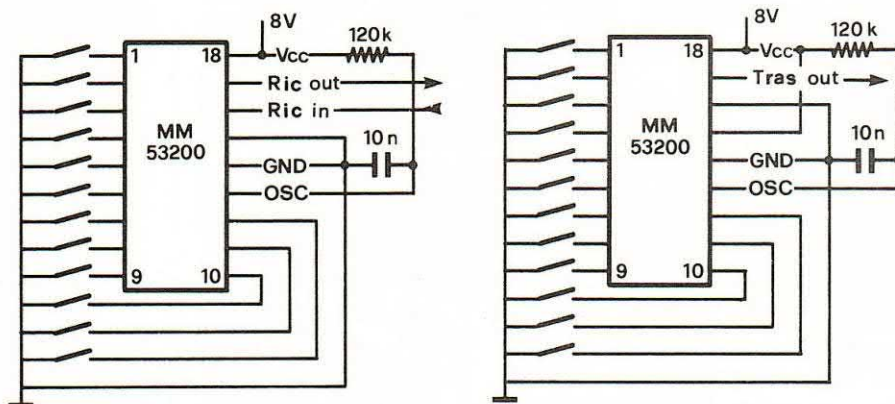 8V
120k
1
18
Vcc
Ric out
Ric in
MM
53200
10n
GND
OSC
9
10
8V
120k
1
18
Vcc
Tras out
MM
53200
10n
GND
OSC
9
10